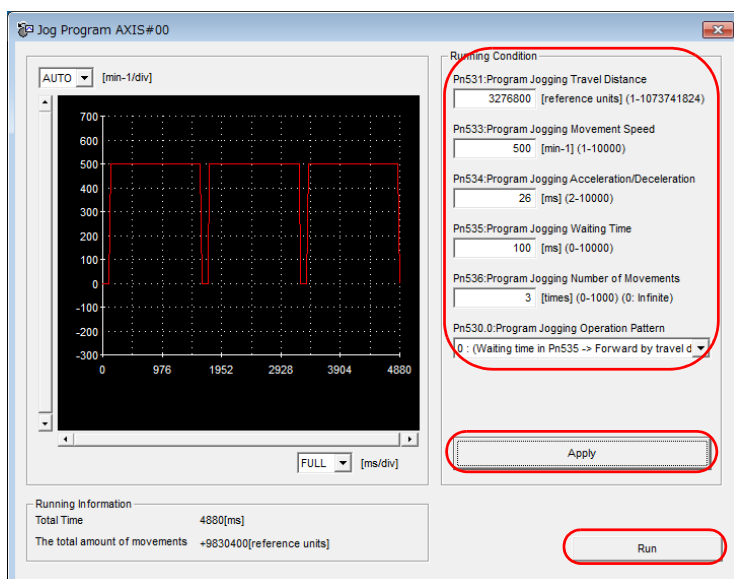 Jog Program AXIS#00
AUTO [min-1/div]
700
600
500
400
300
200
100
0
-100
-200
-300
0 976 1952 2928 3904 4880
FULL [ms/div]
Running Condition
Pn531:Program Jogging Travel Distance
3276800 [reference units] (1-1073741824)
Pn533:Program Jogging Movement Speed
500 [min-1] (1-10000)
Pn534:Program Jogging Acceleration/Deceleration
26 [ms] (2-10000)
Pn535:Program Jogging Waiting Time
100 [ms] (0-10000)
Pn536:Program Jogging Number of Movements
3 [times] (0-1000) (0: Infinite)
Pn530.0:Program Jogging Operation Pattern
0 : (Waiting time in Pn535 -> Forward by travel d
Apply
Running Information
Total Time 4880[ms]
The total amount of movements +9830400[reference units]
Run